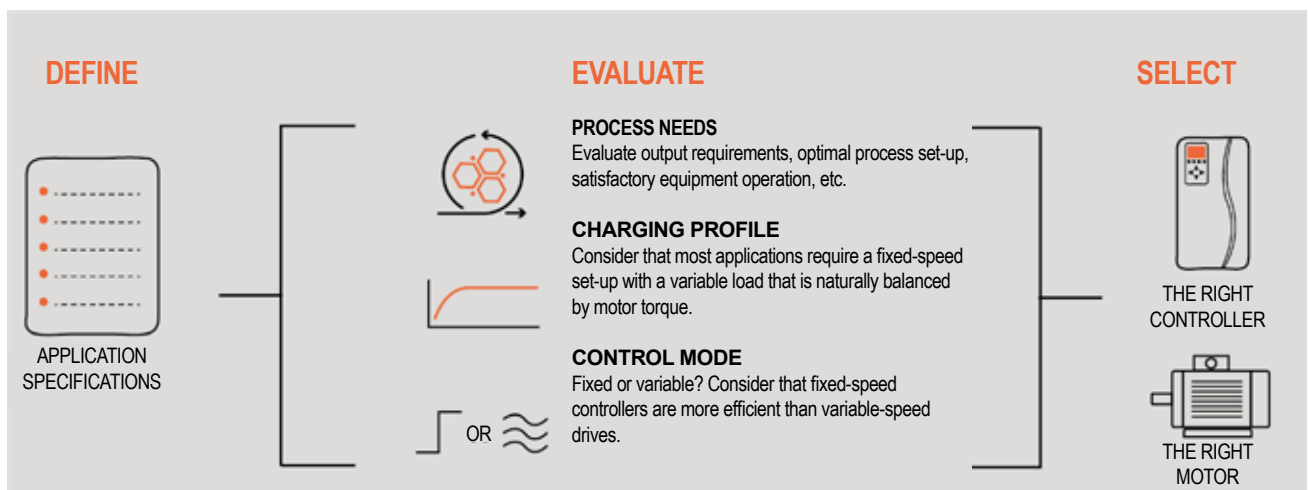 DEFINE
APPLICATION
SPECIFICATIONS
EVALUATE
PROCESS NEEDS
Evaluate output requirements, optimal process set-up,
satisfactory equipment operation, etc.
CHARGING PROFILE
Consider that most applications require a fixed-speed
set-up with a variable load that is naturally balanced
by motor torque.
CONTROL MODE
Fixed or variable? Consider that fixed-speed
controllers are more efficient than variable-speed
drives.
OR
SELECT
THE RIGHT
CONTROLLER
THE RIGHT
MOTOR